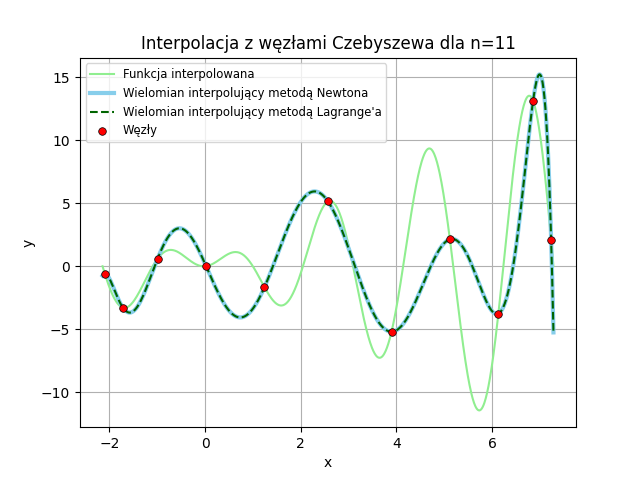 Interpolacja z węzłami Czebyszewa dla n=11
Funkcja interpolowana
Wielomian interpolujący metodą Newtona
Wielomian interpolujący metodą Lagrange'a
Węzły
15
10
5
0
−5
−10
y
−2
0
2
4
6
x